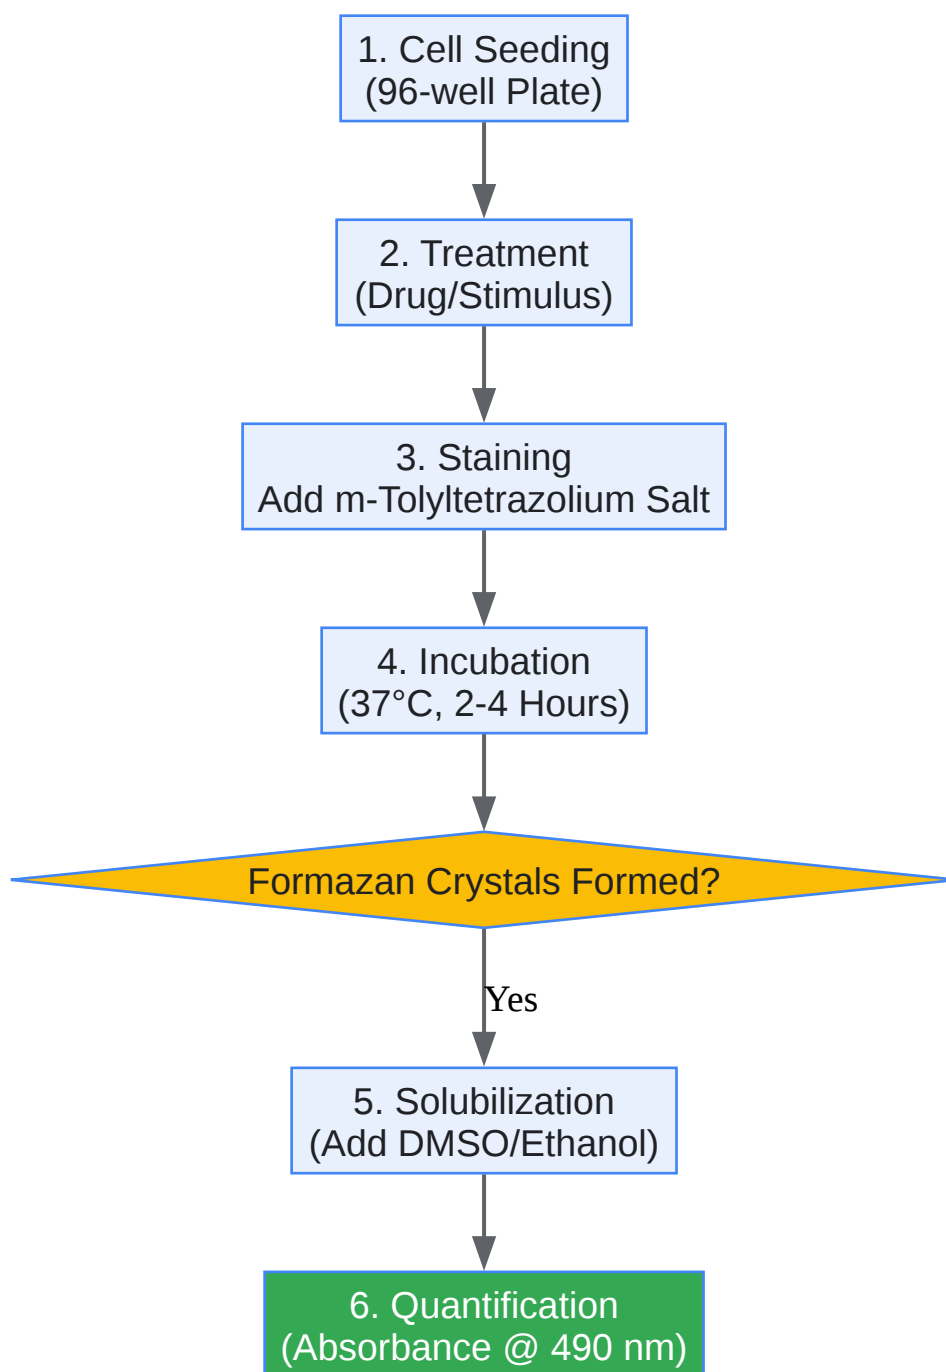 1. Cell Seeding
(96-well Plate)
2. Treatment
(Drug/Stimulus)
3. Staining
Add m-Tolyltetrazolium Salt
4. Incubation
(37°C, 2-4 Hours)
Formazan Crystals Formed?
Yes
5. Solubilization
(Add DMSO/Ethanol)
6. Quantification
(Absorbance @ 490 nm)